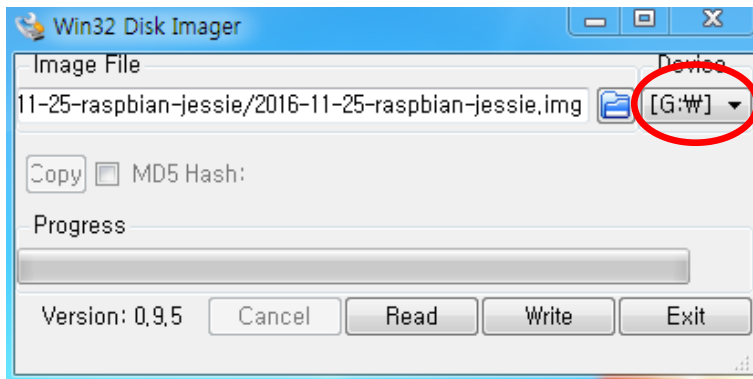 Win32 Disk Imager
Image File
Device
11-25-raspbian-jessie/2016-11-25-raspbian-jessie,img
[G:₩]
Copy
MD5 Hash:
Progress
Version: 0,9,5
Cancel
Read
Write
Exit